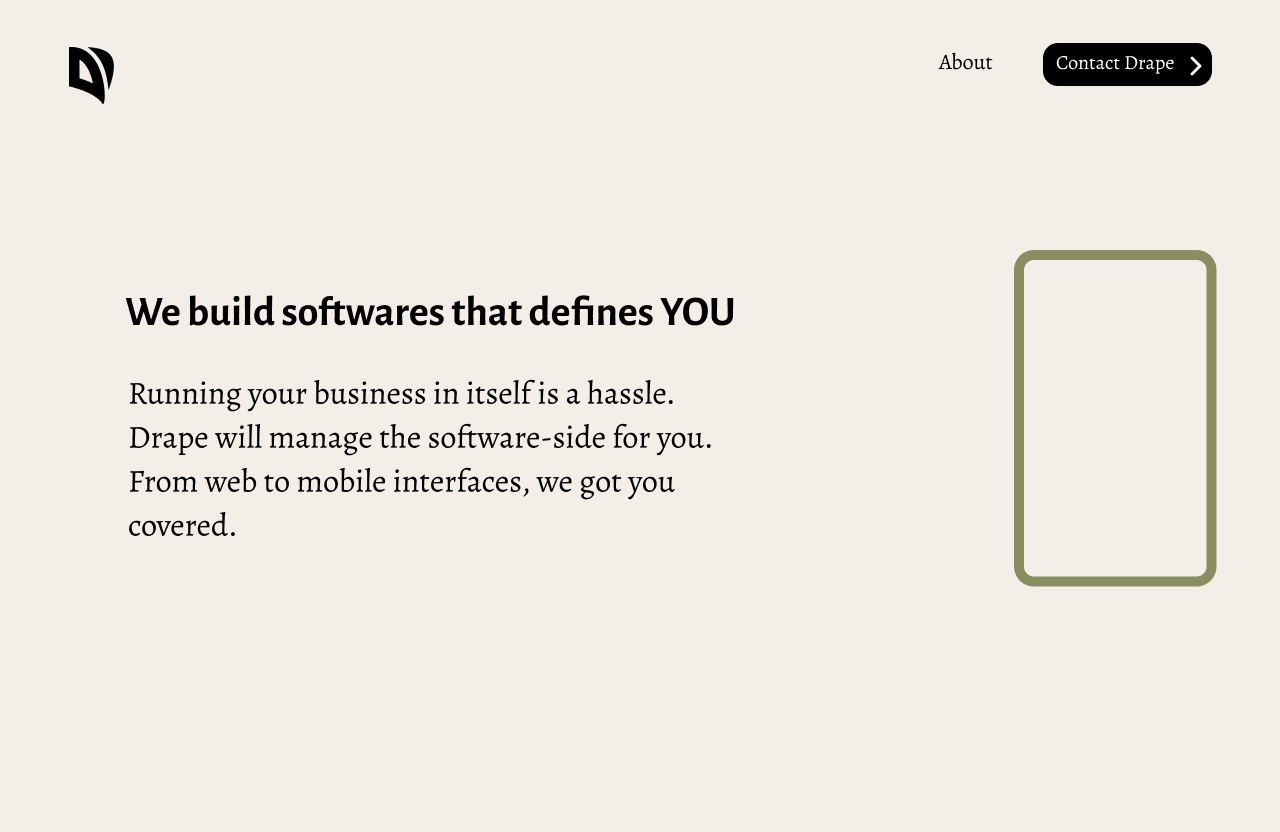 About
Contact Drape
We build softwares that defines YOU
Running your business in itself is a hassle.
Drape will manage the software-side for you.
From web to mobile interfaces, we got you
covered.